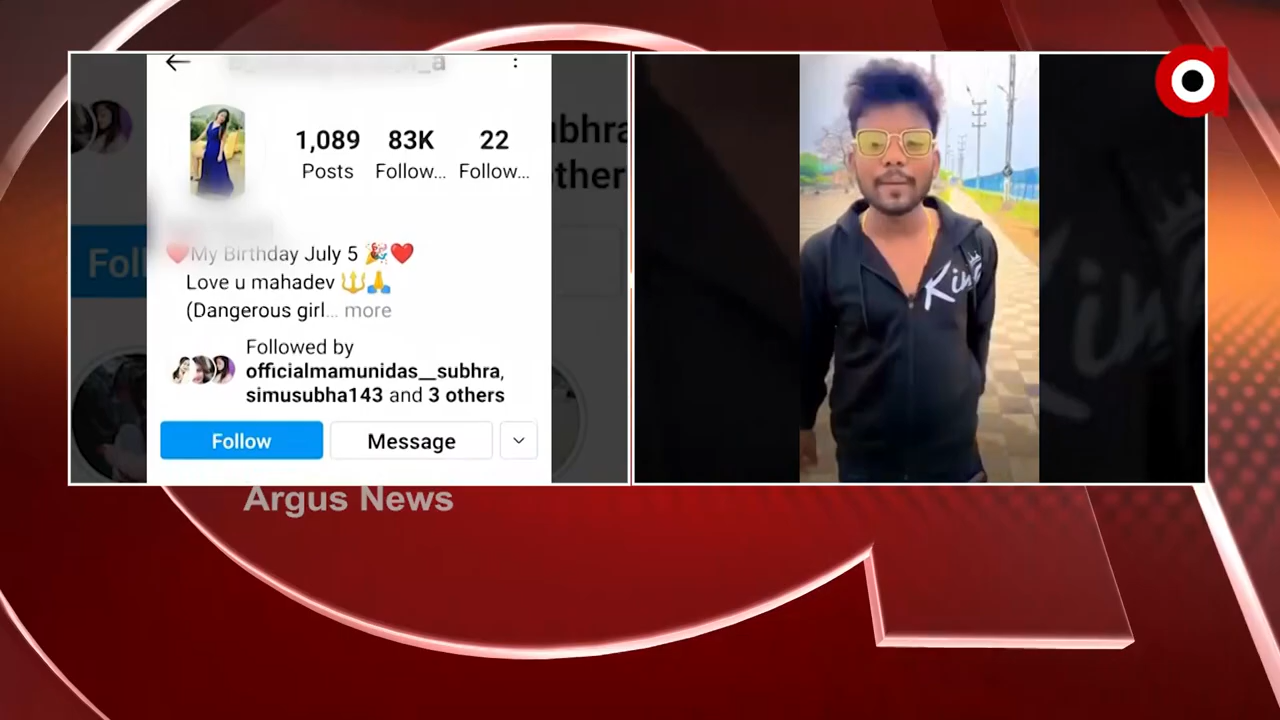 1,089 83K 22
Posts Follow... Follow...
❤️My Birthday July 5 🎉❤️
Love u mahadev 🔱🙏
(Dangerous girl... more
Followed by
officialmamunidas__subhra,
simusubha143 and 3 others
Follow Message
King
Argus News